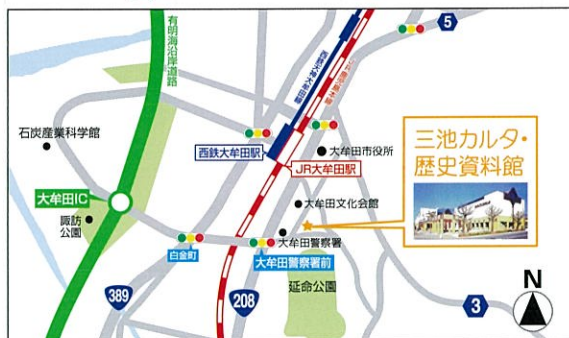 有明海沿岸道路
西鉄天神大牟田線
JR鹿児島本線
5
石炭産業科学館
西鉄大牟田駅
大牟田市役所
JR大牟田駅
三池カルタ・
歴史資料館
大牟田IC
諏訪
公園
大牟田文化会館
大牟田警察署
白金町
大牟田警察署前
延命公園
389
208
3
N